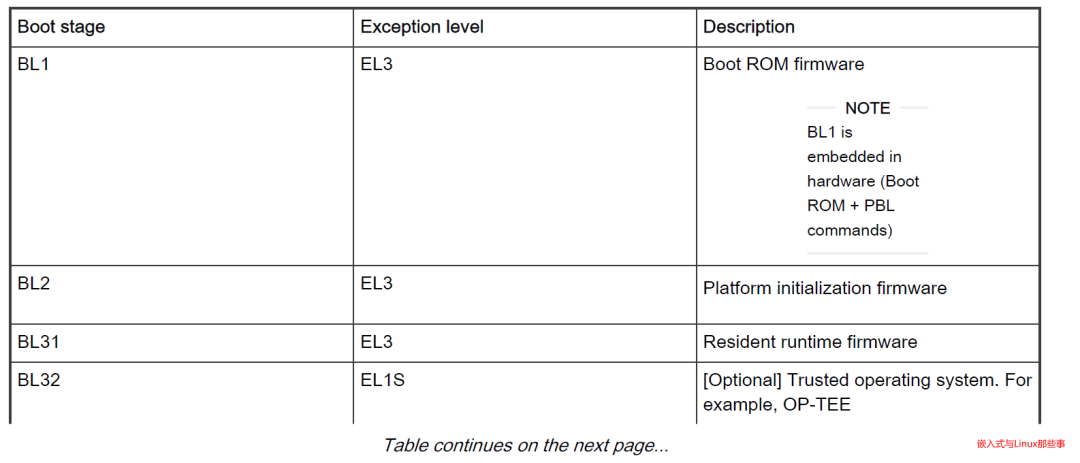 Boot stage Exception level Description
BL1 EL3 Boot ROM firmware
NOTE
BL1 is
embedded in
hardware (Boot
ROM + PBL
commands)
BL2 EL3 Platform initialization firmware
BL31 EL3 Resident runtime firmware
BL32 EL1S [Optional] Trusted operating system. For
example, OP-TEE
Table continues on the next page...
嵌入式与Linux那些事